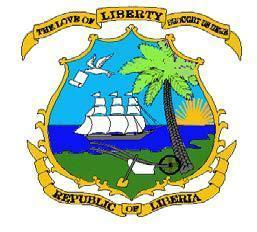 THE LOVE OF LIBERTY BROUGHT US HERE
REPUBLIC OF LIBERIA